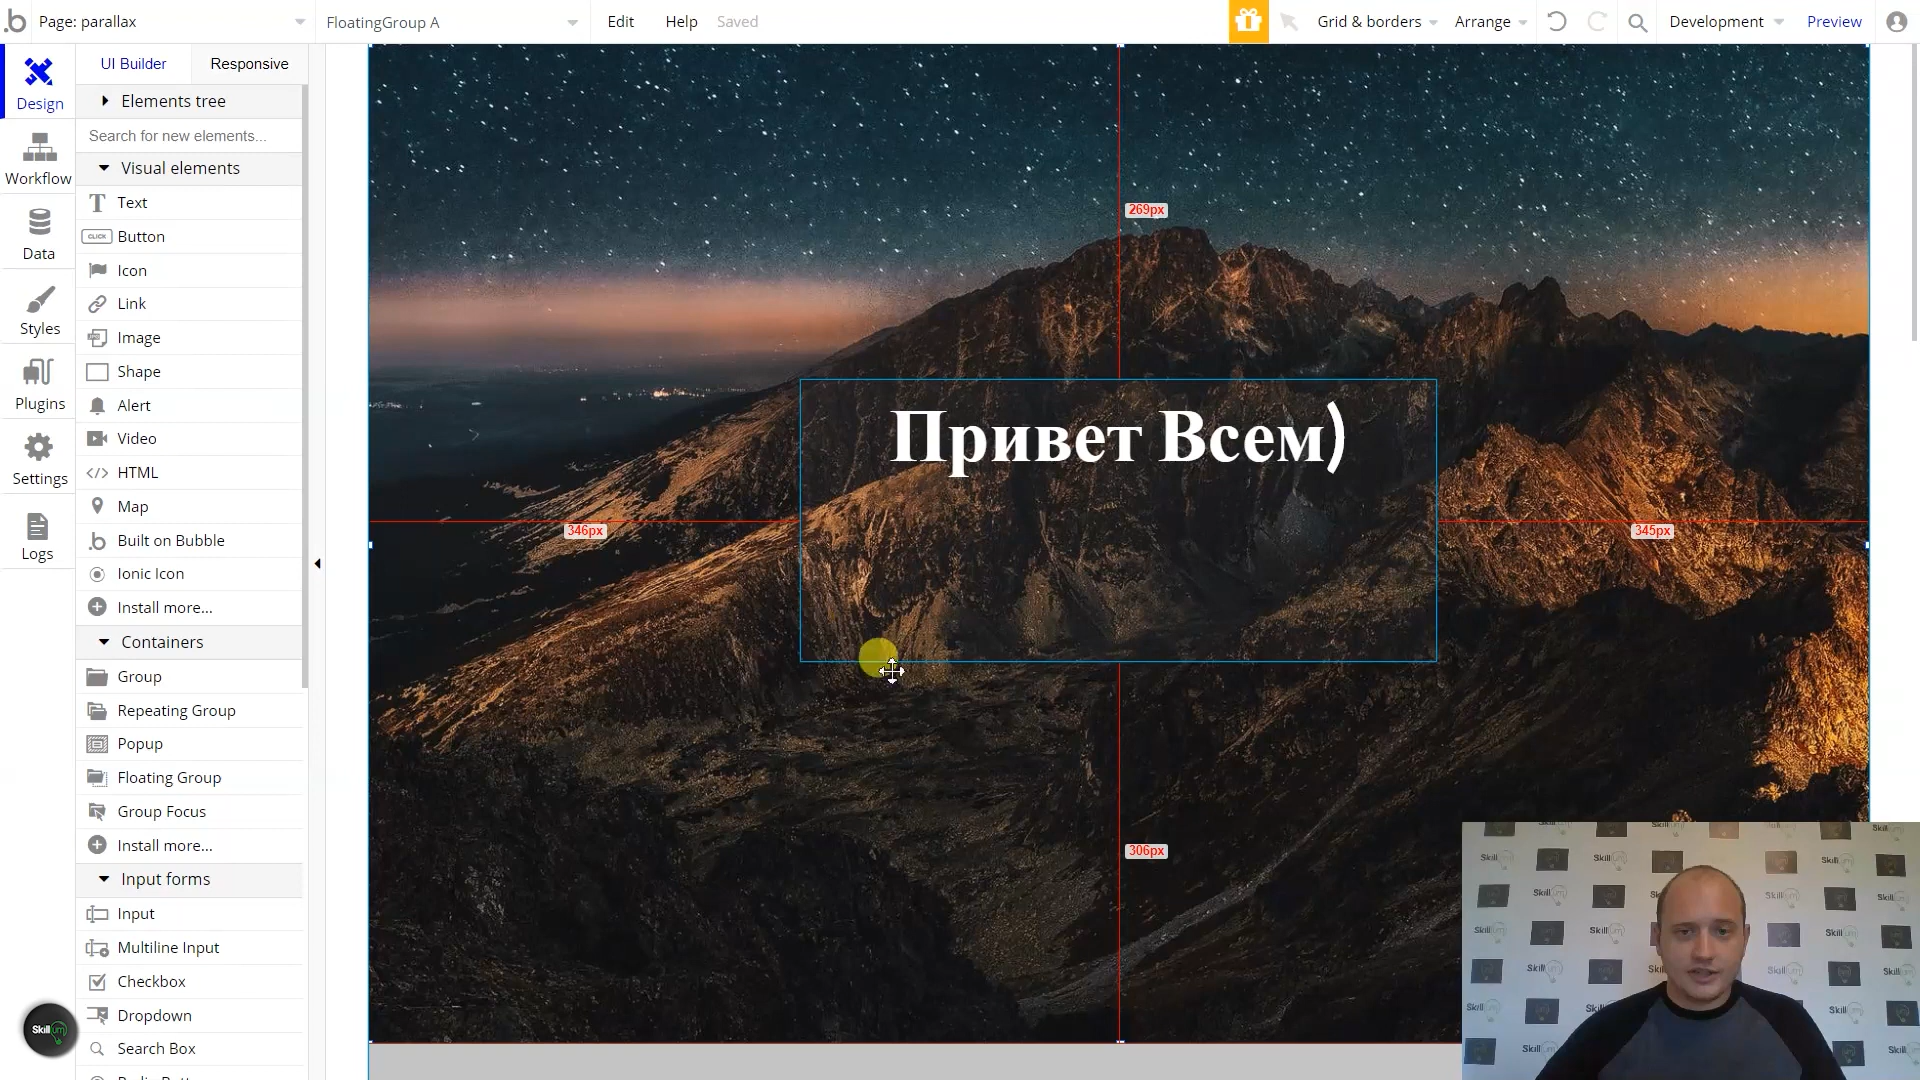 Page: parallax
FloatingGroup A
Edit
Help
Saved
Grid & borders
Arrange
Development
Preview
UI Builder
Responsive
Design
Workflow
Data
Styles
Plugins
Settings
Logs
Elements tree
Search for new elements...
Visual elements
Text
CLICK
Button
Icon
Link
Image
Shape
Alert
Video
HTML
Map
Built on Bubble
Ionic Icon
Install more...
Containers
Group
Repeating Group
Popup
Floating Group
Group Focus
Install more...
Input forms
Input
Multiline Input
Checkbox
Dropdown
Search Box
269px
Привет Всем)
346px
345px
306px
Skillum